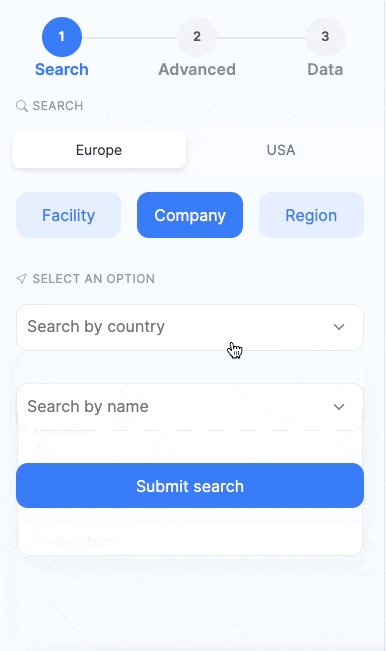 1 2 3
Search Advanced Data
SEARCH
Europe USA
Facility Company Region
SELECT AN OPTION
Search by country
Search by name
Submit search